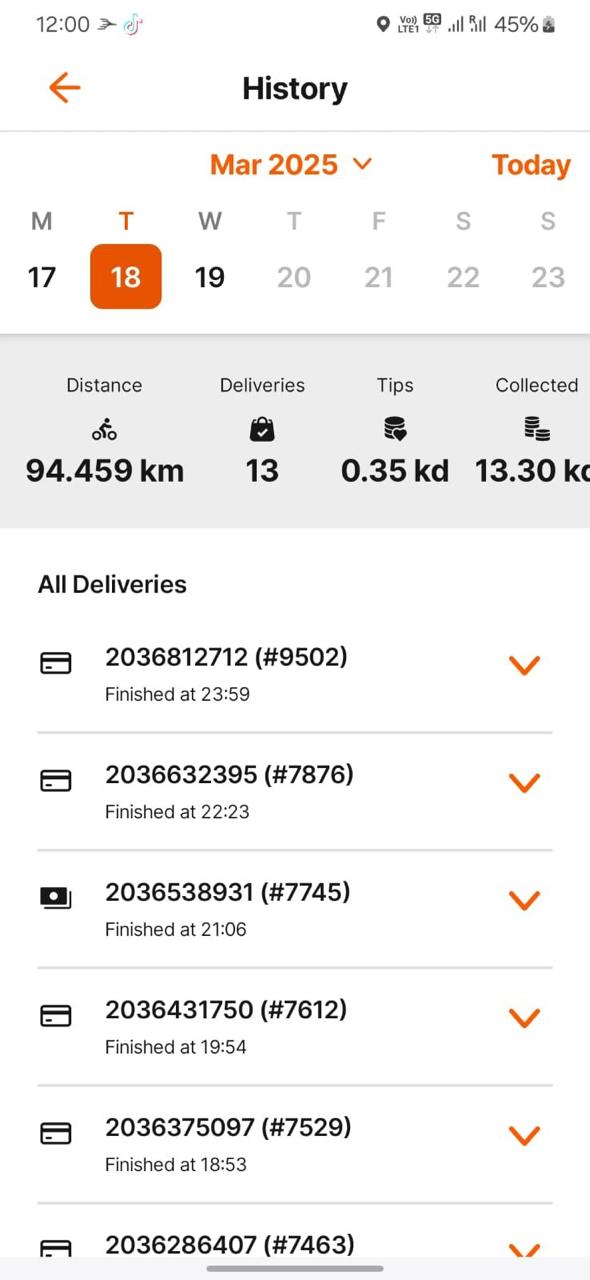 12:00 Vo)) LTE1 5G R 45%
History
Mar 2025 Today
M T W T F S S
17 18 19 20 21 22 23
Distance Deliveries Tips Collected
94.459 km 13 0.35 kd 13.30 kd
All Deliveries
2036812712 (#9502)
Finished at 23:59
2036632395 (#7876)
Finished at 22:23
2036538931 (#7745)
Finished at 21:06
2036431750 (#7612)
Finished at 19:54
2036375097 (#7529)
Finished at 18:53
2036286407 (#7463)